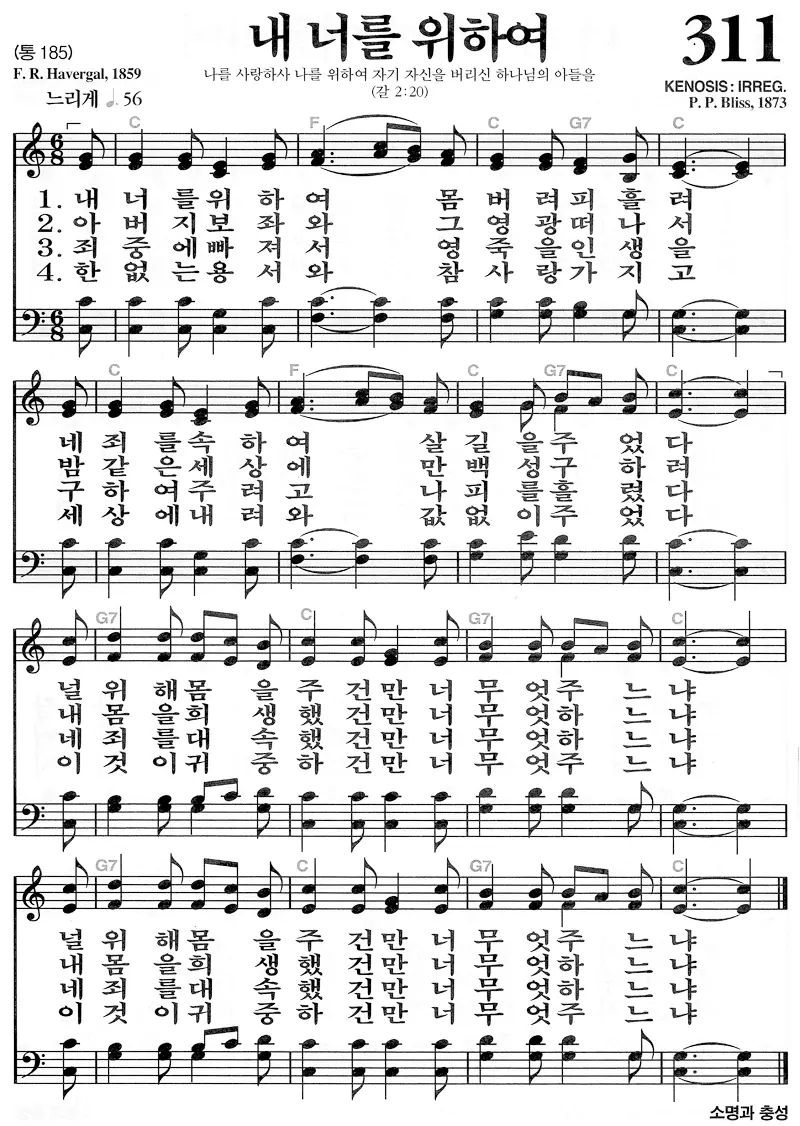 (통 185)
내 너를 위하여
311
F. R. Havergal, 1859
나를 사랑하사 나를 위하여 자기 자신을 버리신 하나님의 아들을
(갈 2:20)
KENOSIS : IRREG.
P. P. Bliss, 1873
느리게 ♩. 56
C F C G7 C
6 8
1. 내 너 를 위 하 여 몸 버 려 피 흘 려
2. 아 버 지 보 좌 와 그 영 광 떠 나 서
3. 죄 중 에 빠 져 서 영 죽 을 인 생 을
4. 한 없 는 용 서 와 참 사 랑 가 지 고
6 8
C F C G7 C
네 죄 를 속 하 여 살 길 을 주 었 다
밤 같 은 세 상 에 만 백 성 구 하 려
구 하 여 주 려 고 나 피 를 흘 렸 다
세 상 에 내 려 와 값 없 이 주 었 다
G7 C G7 C
널 위 해 몸 을 주 건 만 너 무 엇 주 느 냐
내 몸 을 희 생 했 건 만 너 무 엇 하 느 냐
네 죄 를 대 속 했 건 만 너 무 엇 하 느 냐
이 것 이 귀 중 하 건 만 너 무 엇 주 느 냐
G7 C G7 C
널 위 해 몸 을 주 건 만 너 무 엇 주 느 냐
내 몸 을 희 생 했 건 만 너 무 엇 하 느 냐
네 죄 를 대 속 했 건 만 너 무 엇 하 느 냐
이 것 이 귀 중 하 건 만 너 무 엇 주 느 냐
소명과 충성